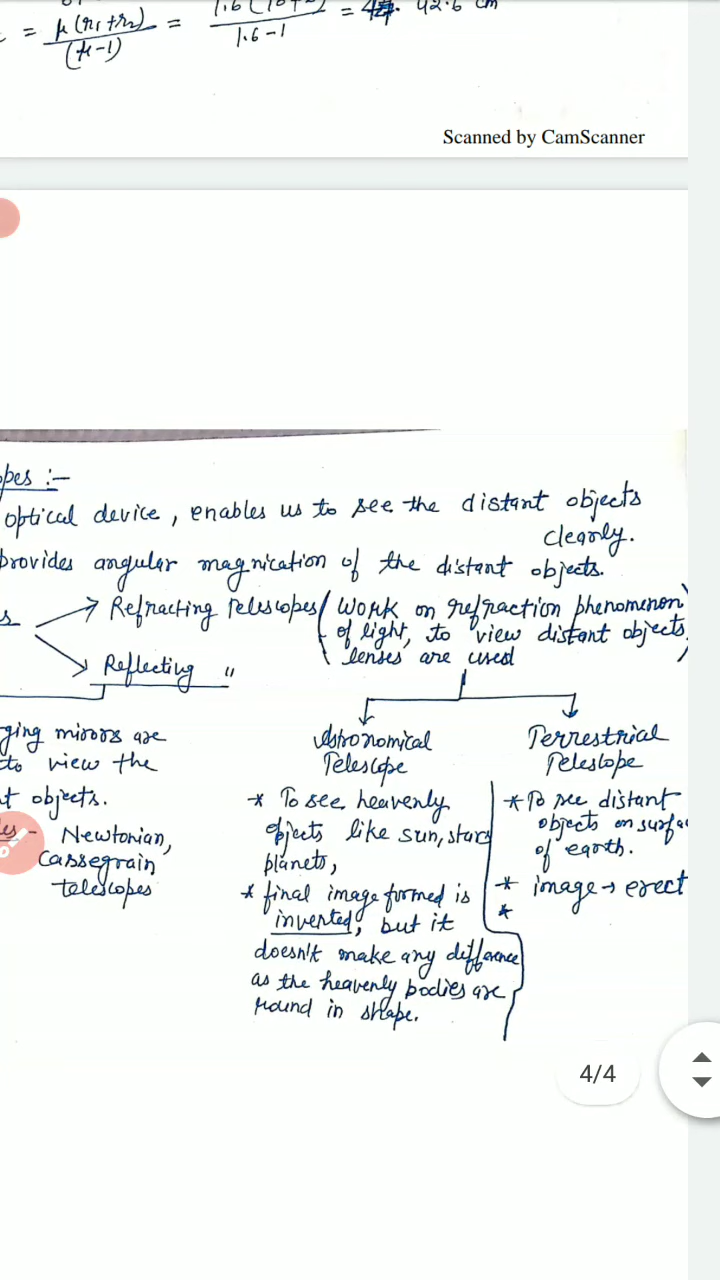 = μ(r₁+r₂) / (μ-1) = 1.6 / 1.6-1 = 42.6 cm
Scanned by CamScanner
:-
optical device, enables us to see the distant objects
clearly.
provides angular magnication of the distant objects.
Refracting Telescopes (Work on refraction phenomenon
of light, to view distant objects
lenses are used
Reflecting "
mirrors are
to view the
objects.
Newtonian,
Cassegrain
telescopes
Astronomical
Telescope
* To see heavenly
objects like sun, stars
planets,
* final image formed is
inverted, but it
doesn't make any difference
as the heavenly bodies are
round in shape.
Terrestrial
Telescope
* To see distant
objects on
of earth.
* image → erect
*
4/4